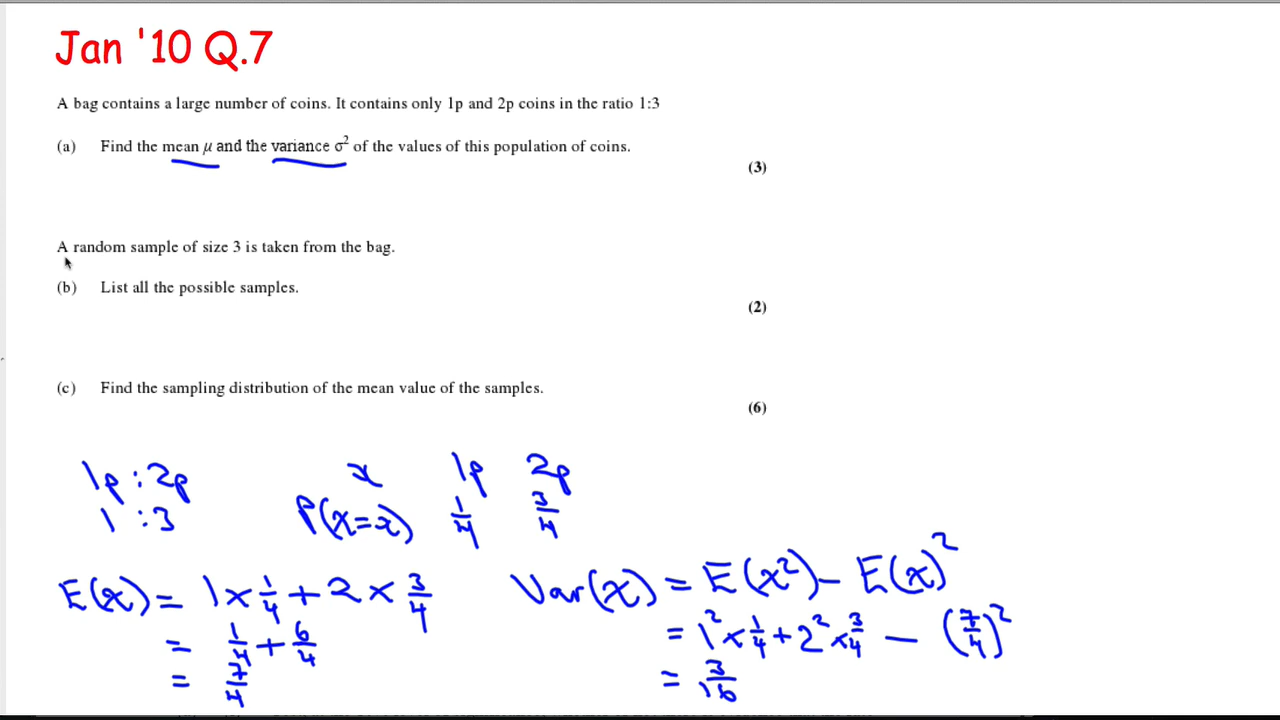 Jan '10 Q.7
A bag contains a large number of coins. It contains only 1p and 2p coins in the ratio 1:3
(a) Find the mean μ and the variance σ² of the values of this population of coins.
(3)
A random sample of size 3 is taken from the bag.
(b) List all the possible samples.
(2)
(c) Find the sampling distribution of the mean value of the samples.
(6)
1p : 2p
1 : 3
x 1p 2p
P(X=x) 1/4 3/4
E(X) = 1 × 1/4 + 2 × 3/4
= 1/4 + 6/4
= 7/4
Var(X) = E(X²) - E(X)²
= 1² × 1/4 + 2² × 3/4 - (7/4)²
= 3/16